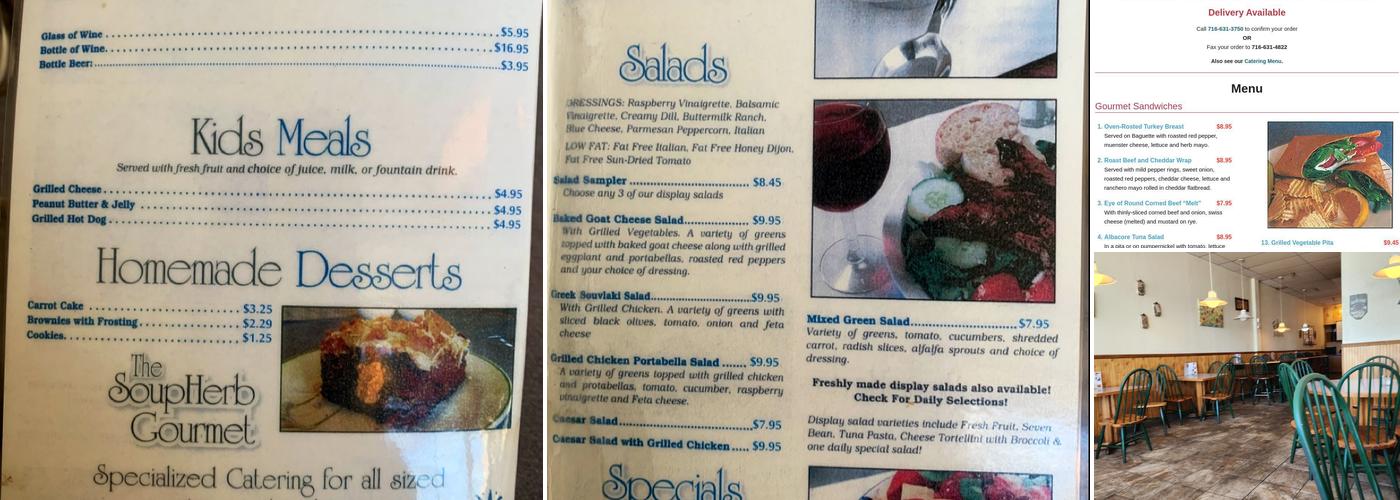 Glass of Wine $5.95
Bottle of Wine $16.95
Bottle Beer: $3.95
Kids Meals
Served with fresh fruit and choice of juice, milk, or fountain drink.
Grilled Cheese $4.95
Peanut Butter & Jelly $4.95
Grilled Hot Dog $4.95
Homemade Desserts
Carrot Cake $3.25
Brownies with Frosting $2.29
Cookies $1.25
The
SoupHerb
Gourmet
Specialized Catering for all sized
Salads
DRESSINGS: Raspberry Vinaigrette, Balsamic
Vinaigrette, Creamy Dill, Buttermilk Ranch,
Blue Cheese, Parmesan Peppercorn, Italian
LOW FAT: Fat Free Italian, Fat Free Honey Dijon,
Fat Free Sun-Dried Tomato
Salad Sampler $8.45
Choose any 3 of our display salads
Baked Goat Cheese Salad $9.95
With Grilled Vegetables. A variety of greens
topped with baked goat cheese along with grilled
eggplant and portabellas, roasted red peppers
and your choice of dressing.
Greek Souvlaki Salad $9.95
With Grilled Chicken. A variety of greens with
sliced black olives, tomato, onion and feta
cheese
Grilled Chicken Portabella Salad $9.95
A variety of greens topped with grilled chicken
and protabellas, tomato, cucumber, raspberry
vinaigrette and Feta cheese.
Caesar Salad $7.95
Caesar Salad with Grilled Chicken $9.95
Specials
Mixed Green Salad $7.95
Variety of greens, tomato, cucumbers, shredded
carrot, radish slices, alfalfa sprouts and choice of
dressing.
Freshly made display salads also available!
Check For Daily Selections!
Display salad varieties include Fresh Fruit, Seven
Bean, Tuna Pasta, Cheese Tortellini with Broccoli &
one daily special salad!
Delivery Available
Call 716-631-3750 to confirm your order
OR
Fax your order to 716-631-4822
Also see our Catering Menu.
Menu
Gourmet Sandwiches
1. Oven-Rosted Turkey Breast $8.95
Served on Baguette with roasted red pepper,
muenster cheese, lettuce and herb mayo.
2. Roast Beef and Cheddar Wrap $8.95
Served with mild pepper rings, sweet onion,
roasted red peppers, cheddar cheese, lettuce and
ranchero mayo rolled in cheddar flatbread.
3. Eye of Round Corned Beef "Melt" $7.95
With thinly-sliced corned beef and onion, swiss
cheese (melted) and mustard on rye.
4. Albacore Tuna Salad $8.95
In a pita or on pumpernickel with tomato, lettuce
13. Grilled Vegetable Pita $9.45